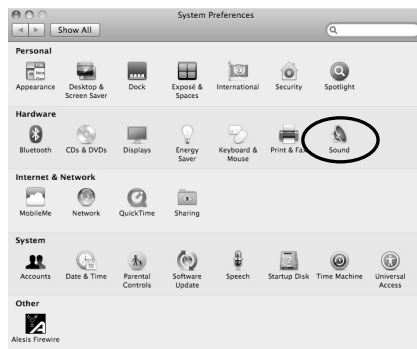 System Preferences
Show All
Personal
Appearance Desktop & Screen Saver Dock Exposé & Spaces International Security Spotlight
Hardware
Bluetooth CDs & DVDs Displays Energy Saver Keyboard & Mouse Print & Fax Sound
Internet & Network
MobileMe Network QuickTime Sharing
System
Accounts Date & Time Parental Controls Software Update Speech Startup Disk Time Machine Universal Access
Other
Alesis Firewire